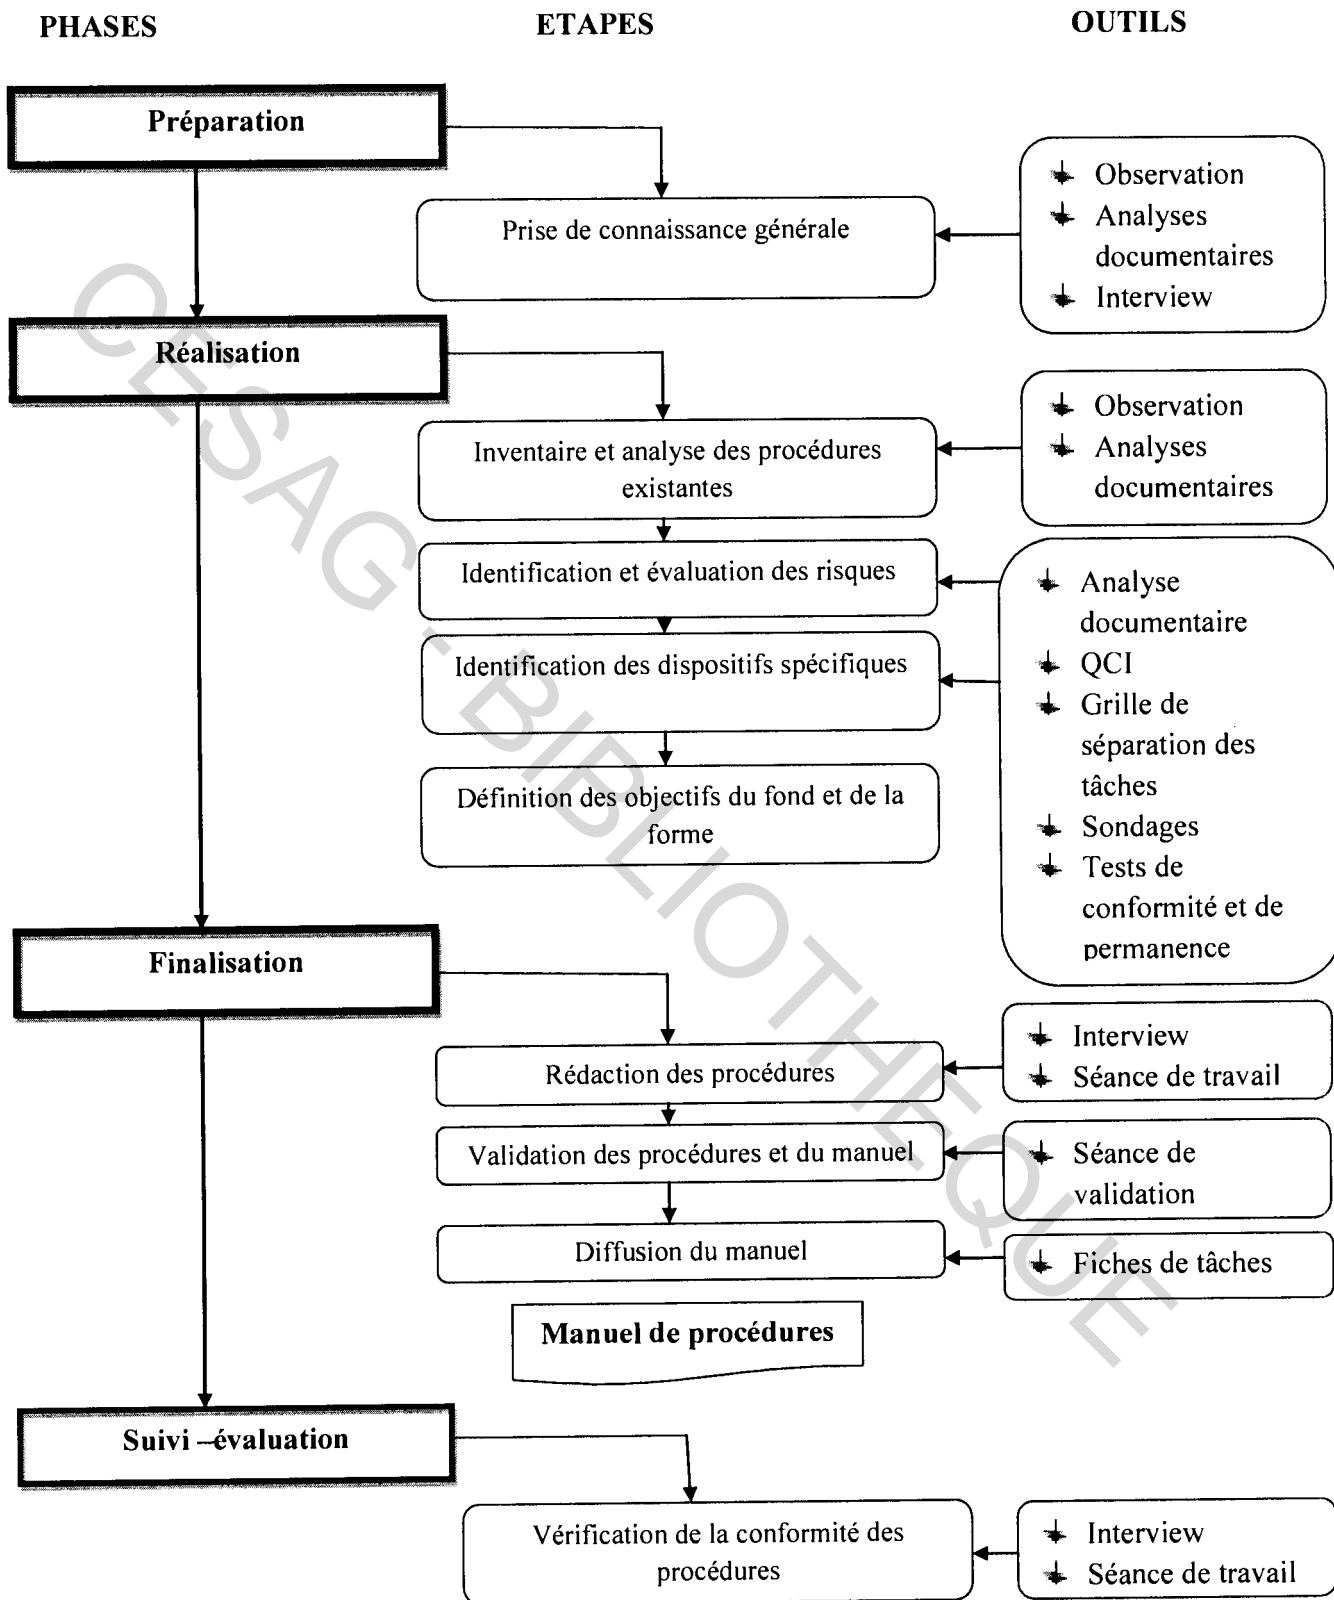 PHASES
ETAPES
OUTILS
Préparation
Prise de connaissance générale
Observation
Analyses
documentaires
Interview
Réalisation
Inventaire et analyse des procédures
existantes
Observation
Analyses
documentaires
Identification et évaluation des risques
Identification des dispositifs spécifiques
Définition des objectifs du fond et de la
forme
Analyse
documentaire
QCI
Grille de
séparation des
tâches
Sondages
Tests de
conformité et de
permanence
Finalisation
Rédaction des procédures
Interview
Séance de travail
Validation des procédures et du manuel
Séance de
validation
Diffusion du manuel
Fiches de tâches
Manuel de procédures
Suivi –évaluation
Vérification de la conformité des
procédures
Interview
Séance de travail
CESAG - BIBLIOTHEQUE